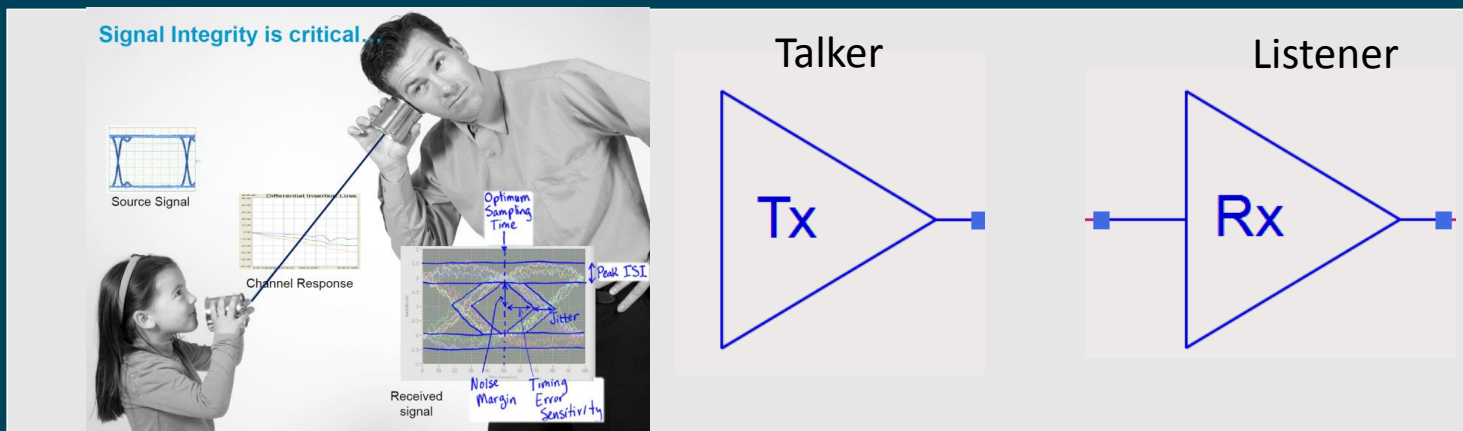 Signal Integrity is critical...
Talker
Listener
Source Signal
Differential Insertion Loss
Channel Response
Optimum
Sampling
Time
Peak ISI
Jitter
Noise
Margin
Timing
Error
Sensitivity
Received
signal
Tx
Rx